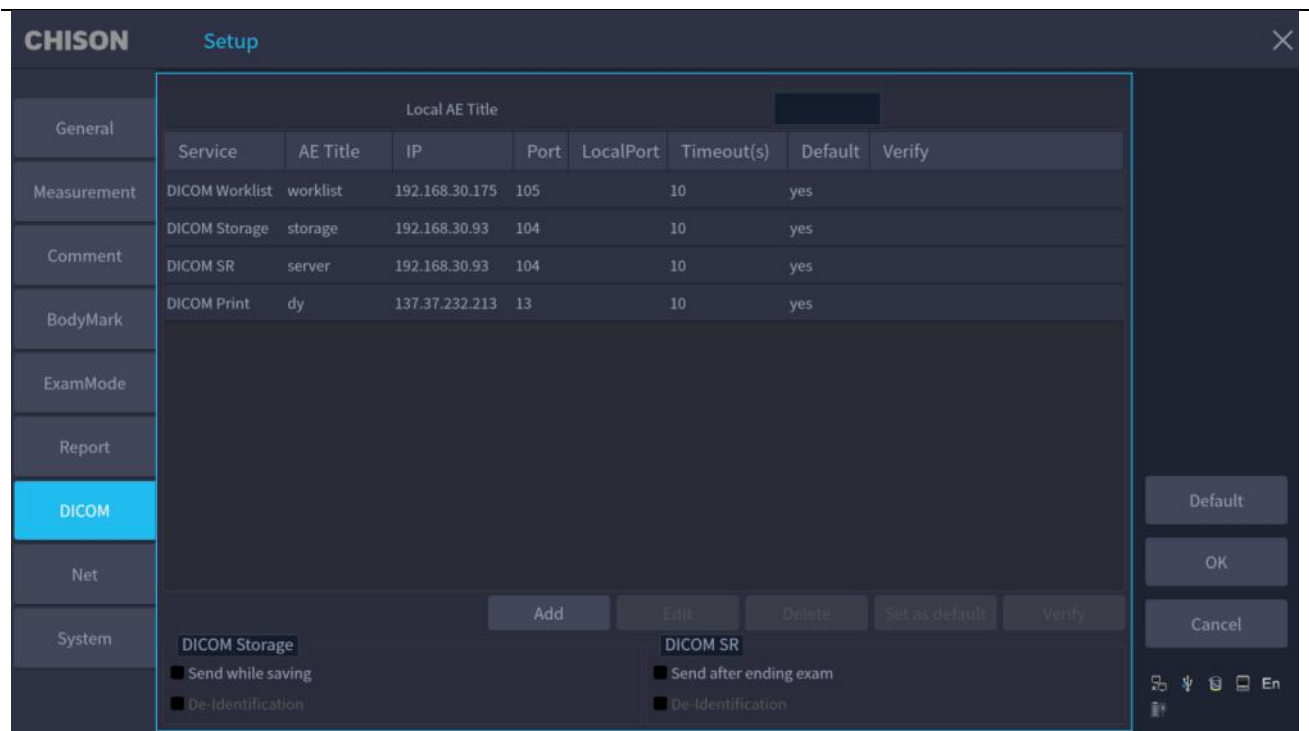 CHISON Setup
General
Measurement
Comment
BodyMark
ExamMode
Report
DICOM
Net
System
Local AE Title
Service AE Title IP Port LocalPort Timeout(s) Default Verify
DICOM Worklist worklist 192.168.30.175 105 10 yes
DICOM Storage storage 192.168.30.93 104 10 yes
DICOM SR server 192.168.30.93 104 10 yes
DICOM Print dy 137.37.232.213 13 10 yes
Add Edit Delete Set as default Verify
DICOM Storage
Send while saving
De-Identification
DICOM SR
Send after ending exam
De-Identification
Default
OK
Cancel
En